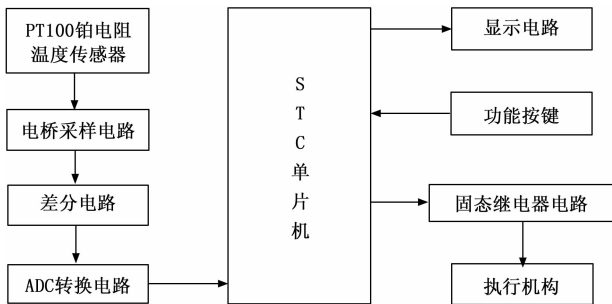 PT100铂电阻
温度传感器
电桥采样电路
差分电路
ADC转换电路
S
T
C
单
片
机
显示电路
功能按键
固态继电器电路
执行机构